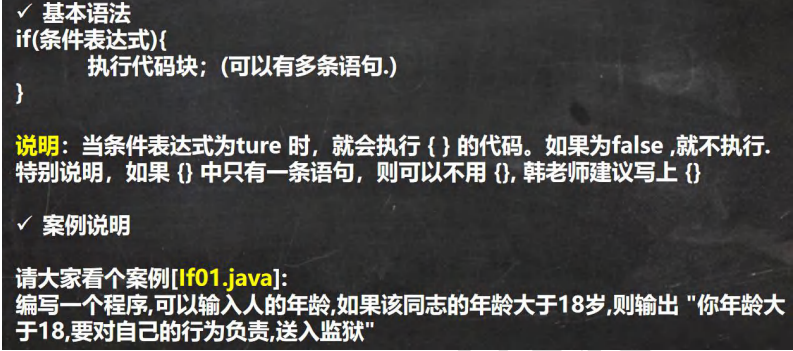 ✓ 基本语法
if(条件表达式){
执行代码块；(可以有多条语句.)
}
说明：当条件表达式为ture 时，就会执行 { } 的代码。如果为false ,就不执行.
特别说明，如果 {} 中只有一条语句，则可以不用 {}, 韩老师建议写上 {}
✓ 案例说明
请大家看个案例[If01.java]:
编写一个程序,可以输入人的年龄,如果该同志的年龄大于18岁,则输出 "你年龄大
于18,要对自己的行为负责,送入监狱"